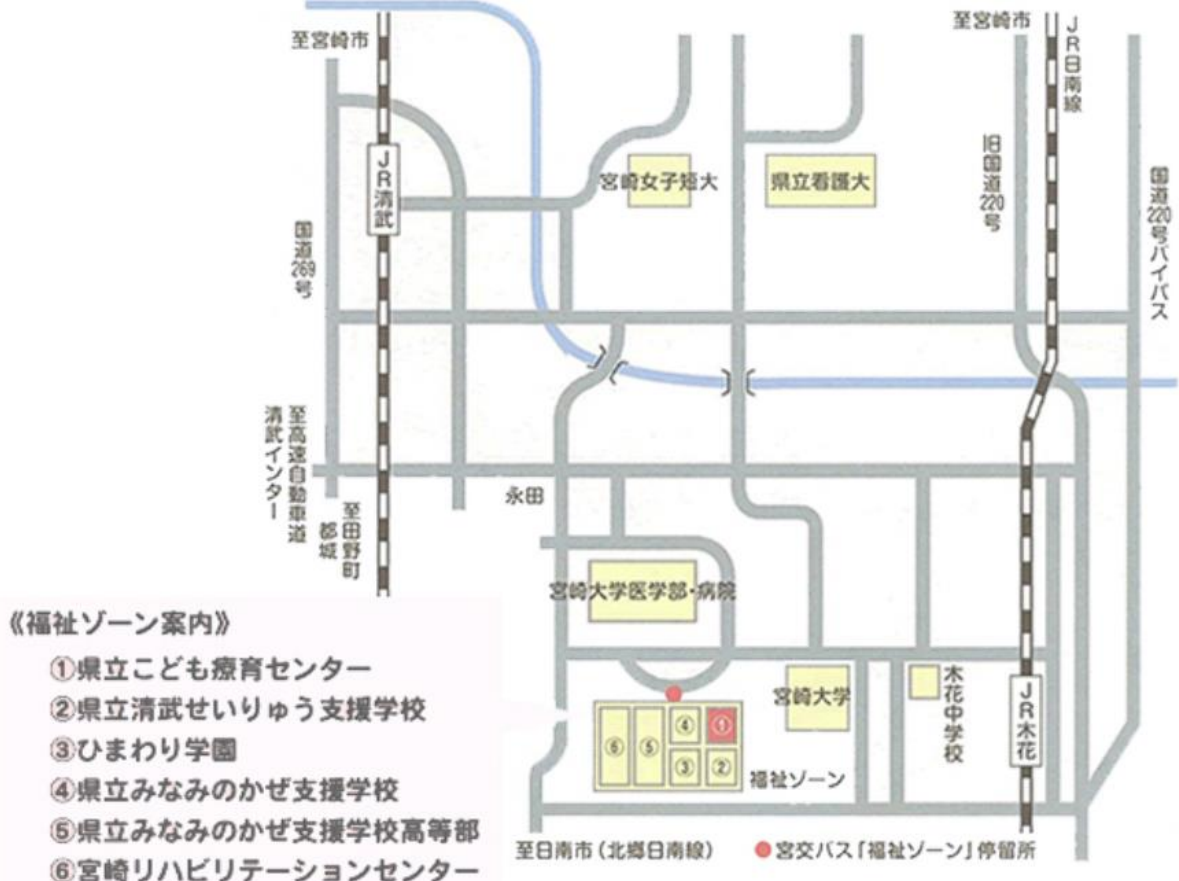 至宮崎市
至宮崎市
JR日南線
JR清武
宮崎女子短大
県立看護大
旧国道220号
国道220号バイパス
国道269号
至高速自動車道
清武インター
至田野町
都城
永田
宮崎大学医学部・病院
《福祉ゾーン案内》
①県立こども療育センター
②県立清武せいりゅう支援学校
③ひまわり学園
④県立みなみのかぜ支援学校
⑤県立みなみのかぜ支援学校高等部
⑥宮崎リハビリテーションセンター
宮崎大学
木花中学校
JR木花
⑥
⑤
④
①
③
②
福祉ゾーン
至日南市(北郷日南線)
●宮交バス「福祉ゾーン」停留所